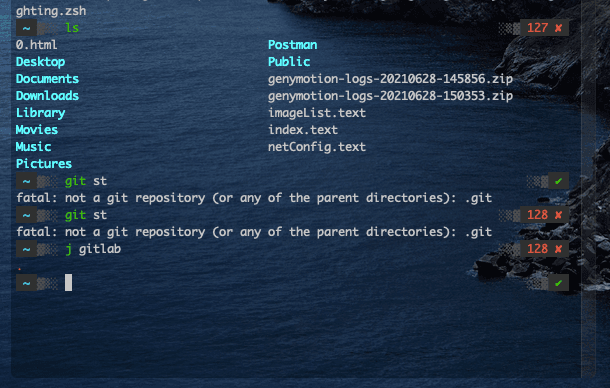 ghting.zsh
~ ls 127 ✘
0.html Postman
Desktop Public
Documents genymotion-logs-20210628-145856.zip
Downloads genymotion-logs-20210628-150353.zip
Library imageList.text
Movies index.text
Music netConfig.text
Pictures
~ git st ✔
fatal: not a git repository (or any of the parent directories): .git
~ git st 128 ✘
fatal: not a git repository (or any of the parent directories): .git
~ j gitlab 128 ✘
.
~ ✔